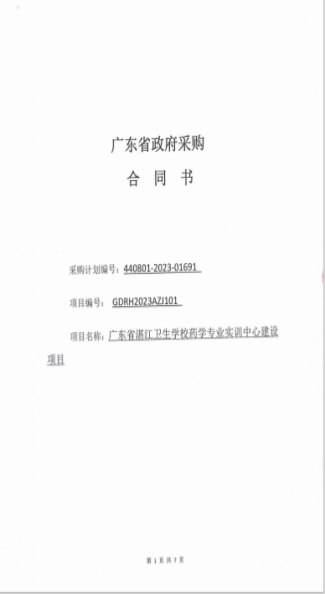 广东省政府采购
合 同 书
采购计划编号：440801-2023-01691
项目编号： GDRH2023AZJ101
项目名称：广东省湛江卫生学校药学专业实训中心建设
项目
第 1 页 共 7 页